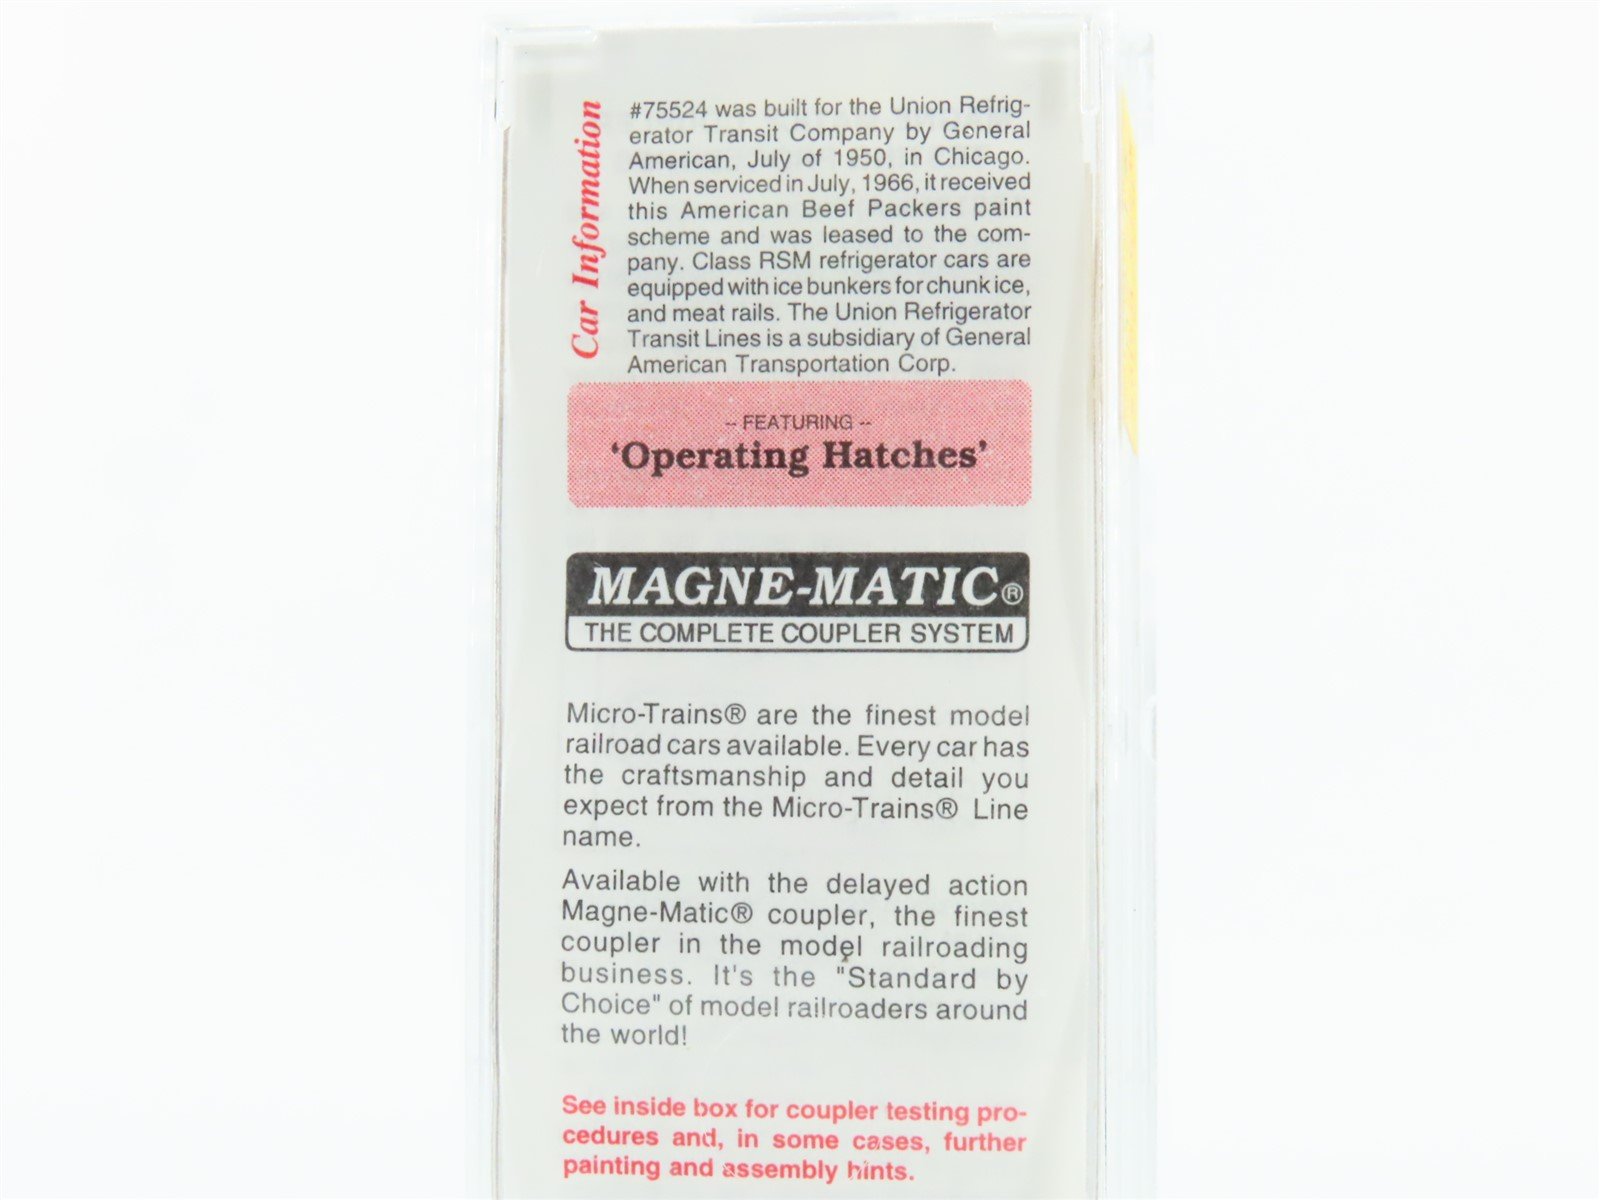 Car Information
#75524 was built for the Union Refrig-
erator Transit Company by General
American, July of 1950, in Chicago.
When serviced in July, 1966, it received
this American Beef Packers paint
scheme and was leased to the com-
pany. Class RSM refrigerator cars are
equipped with ice bunkers for chunk ice,
and meat rails. The Union Refrigerator
Transit Lines is a subsidiary of General
American Transportation Corp.
-- FEATURING --
‘Operating Hatches’
MAGNE-MATIC®
THE COMPLETE COUPLER SYSTEM
Micro-Trains® are the finest model
railroad cars available. Every car has
the craftsmanship and detail you
expect from the Micro-Trains® Line
name.
Available with the delayed action
Magne-Matic® coupler, the finest
coupler in the model railroading
business. It's the "Standard by
Choice" of model railroaders around
the world!
See inside box for coupler testing pro-
cedures and, in some cases, further
painting and assembly hints.